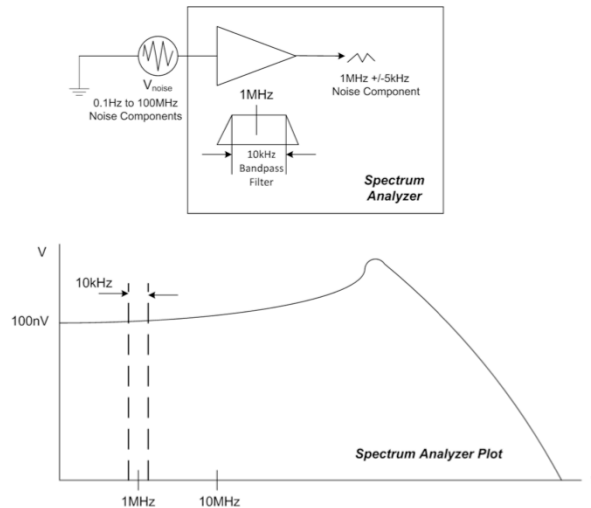 V noise
0.1Hz to 100MHz
Noise Components
1MHz
10kHz
Bandpass
Filter
1MHz +/-5kHz
Noise Component
Spectrum
Analyzer
V
10kHz
100nV
Spectrum Analyzer Plot
1MHz
10MHz